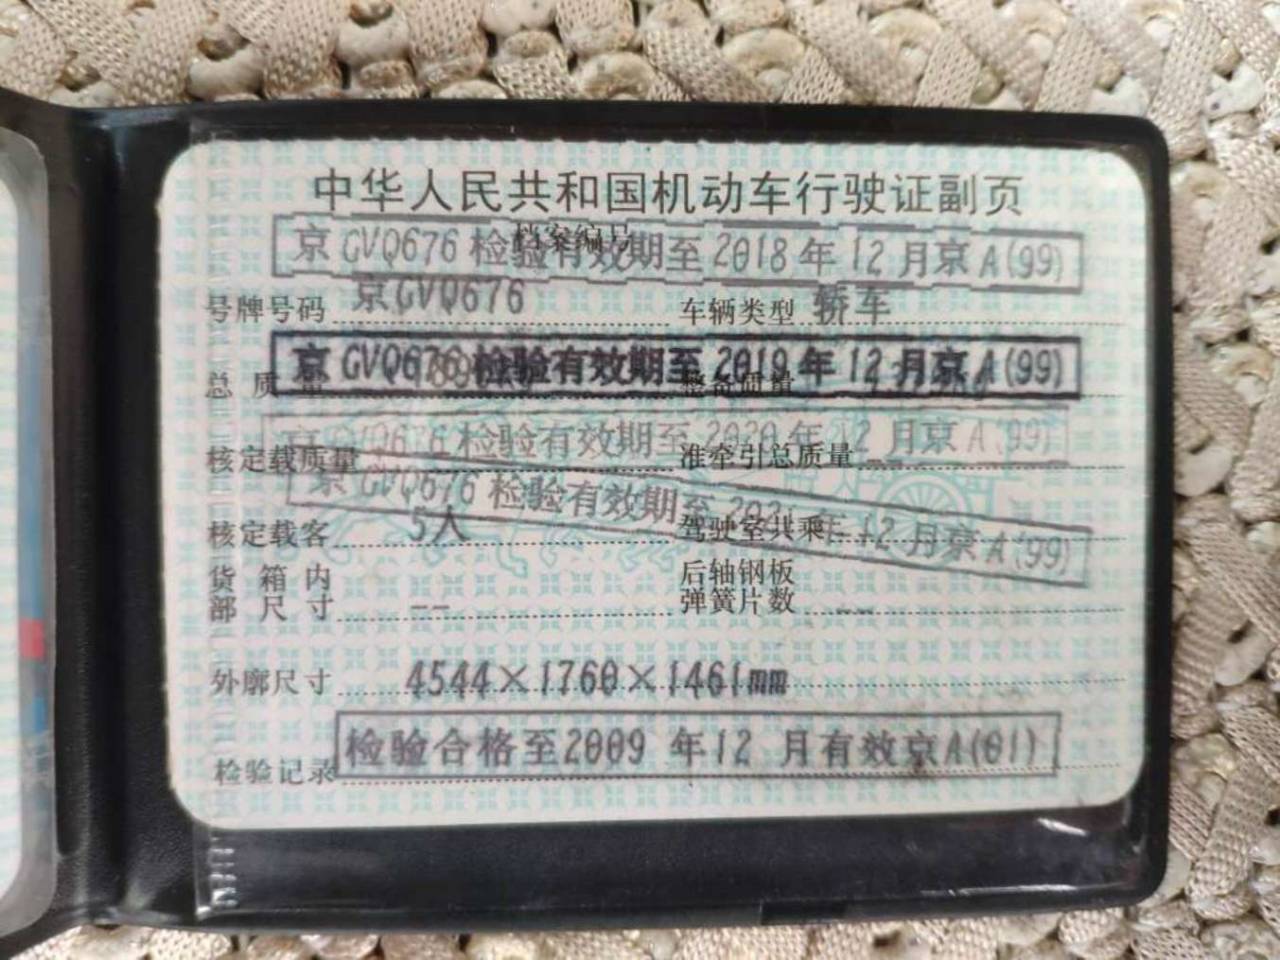 中华人民共和国机动车行驶证副页
档案编号
京GVQ676检验有效期至2018年12月京A(99)
号牌号码 京GVQ676 车辆类型 轿车
京GVQ676检验有效期至2019年12月京A(99)
总质量 整备质量
京GVQ676检验有效期至2020年12月京A(99)
核定载质量 准牵引总质量 --
京GVQ676检验有效期至 年12月京A(99)
核定载客 5人 驾驶室共乘 --
货箱内部尺寸 -- 后轴钢板弹簧片数 --
外廓尺寸 4544×1760×1461mm
检验记录 检验合格至2009年12月有效京A(01)